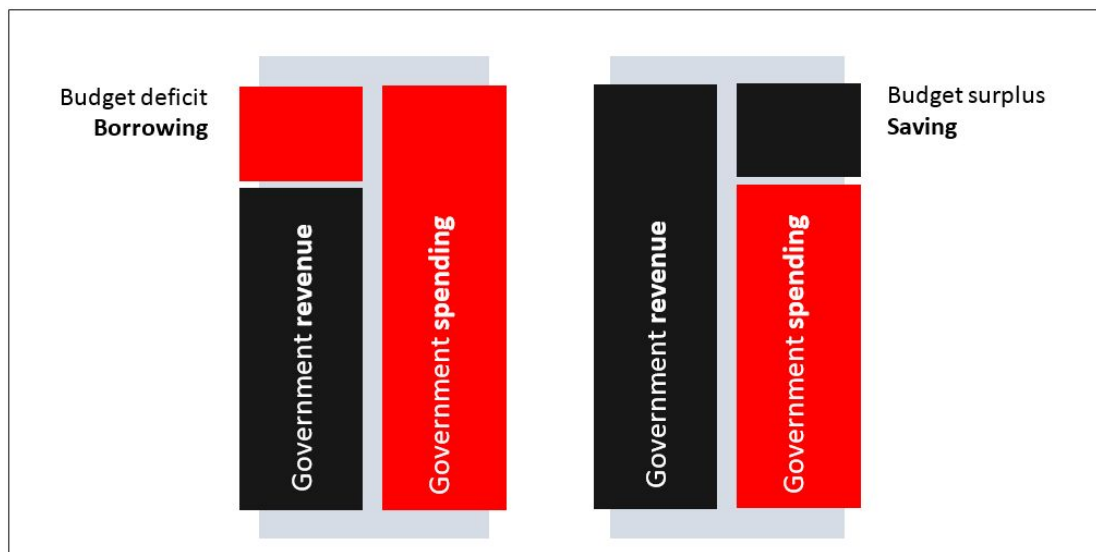 Budget deficit
Borrowing
Government revenue
Government spending
Government revenue
Government spending
Budget surplus
Saving